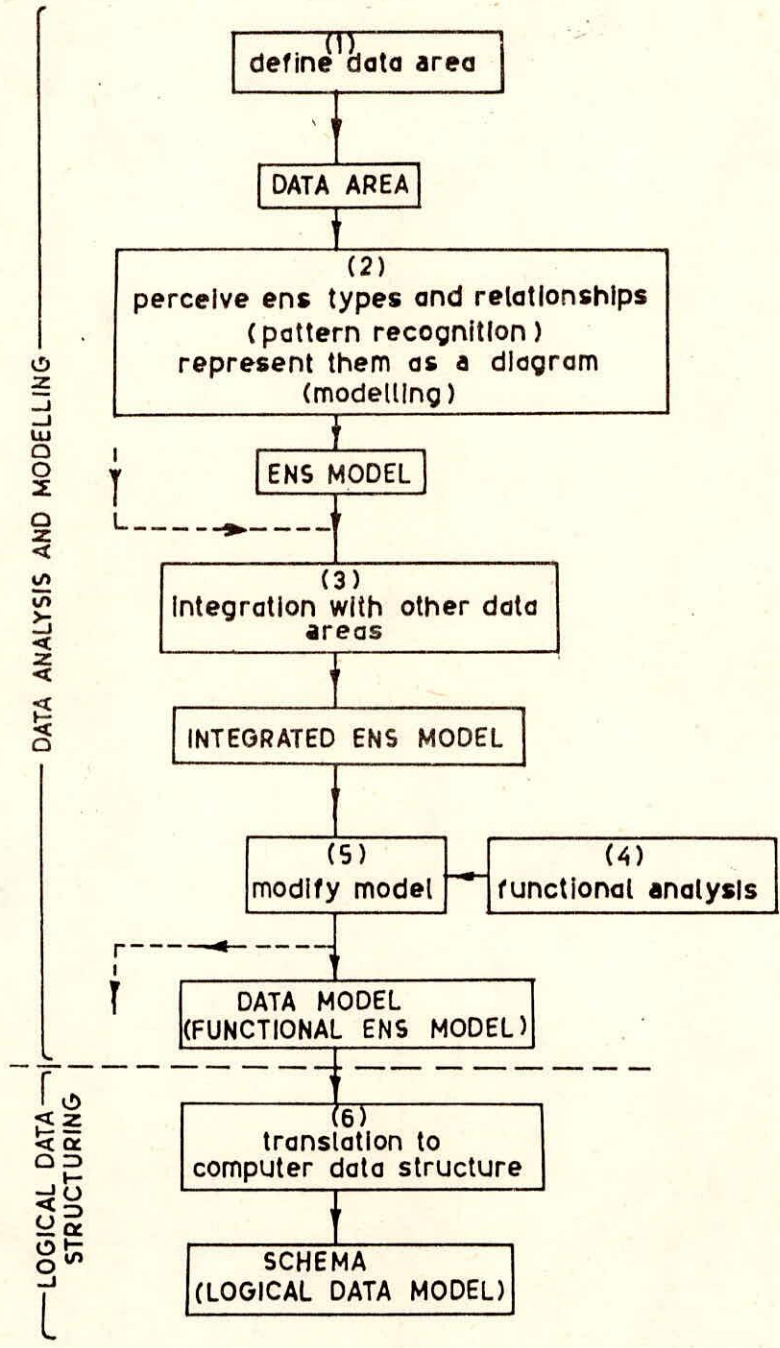 (1)
define data area
DATA AREA
(2)
perceive ens types and relationships
(pattern recognition)
represent them as a diagram
(modelling)
ENS MODEL
(3)
Integration with other data
areas
INTEGRATED ENS MODEL
(5)
modify model
(4)
functional analysis
DATA MODEL
(FUNCTIONAL ENS MODEL)
(6)
translation to
computer data structure
SCHEMA
(LOGICAL DATA MODEL)
DATA ANALYSIS AND MODELLING
LOGICAL DATA
STRUCTURING